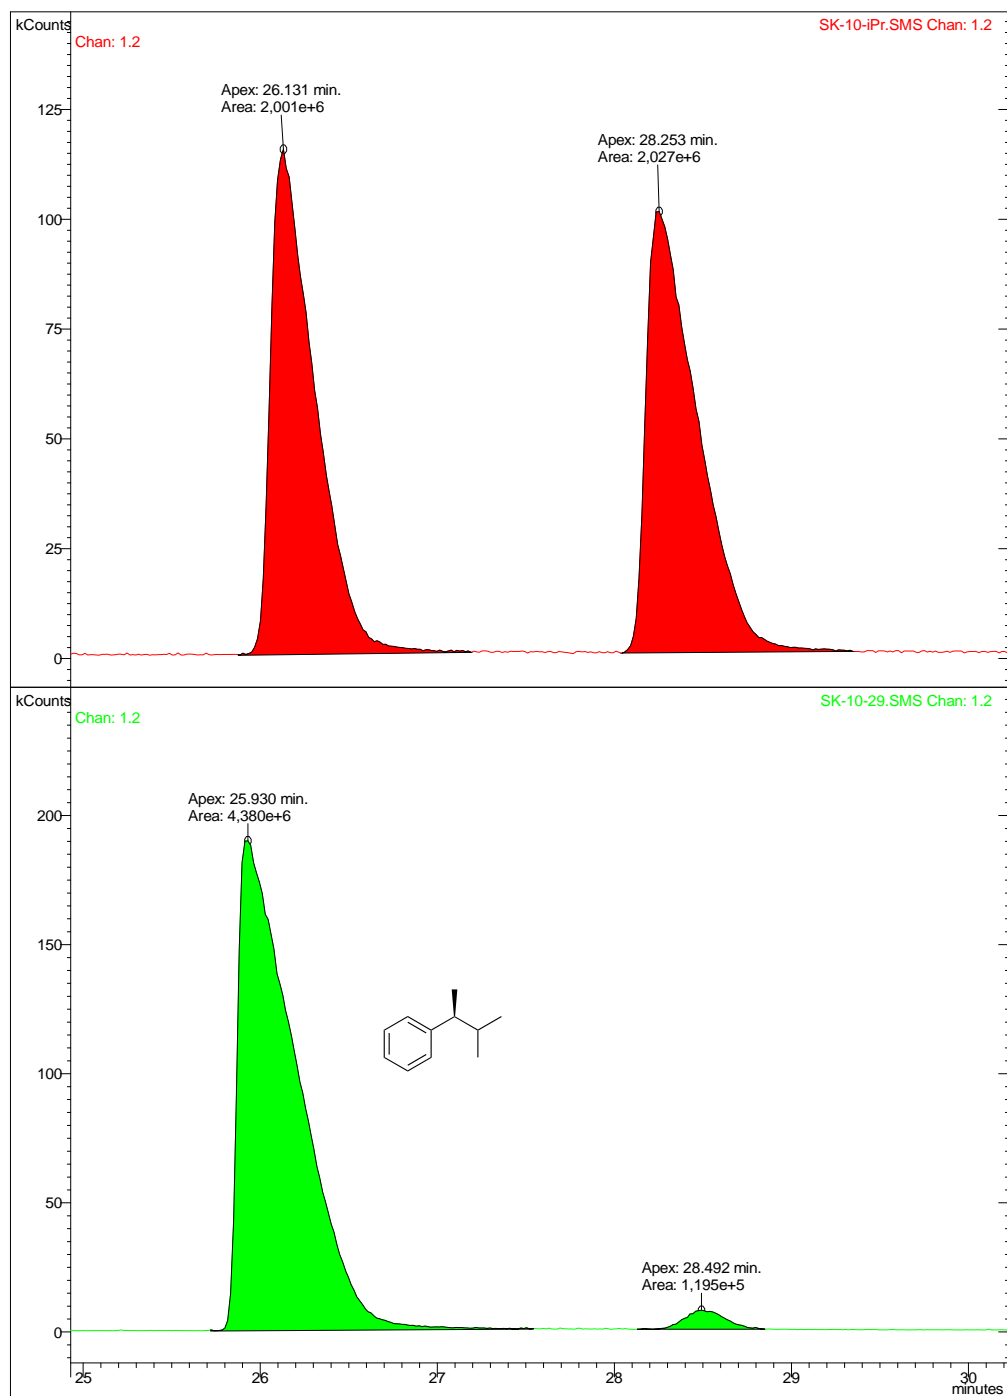 kCounts
SK-10-iPr.SMS Chan: 1.2
Chan: 1.2
Apex: 26.131 min.
Area: 2,001e+6
125
Apex: 28.253 min.
Area: 2,027e+6
100
75
50
25
0
kCounts
SK-10-29.SMS Chan: 1.2
Chan: 1.2
Apex: 25.930 min.
Area: 4,380e+6
200
150
100
50
Apex: 28.492 min.
Area: 1,195e+5
0
25 26 27 28 29 30
minutes